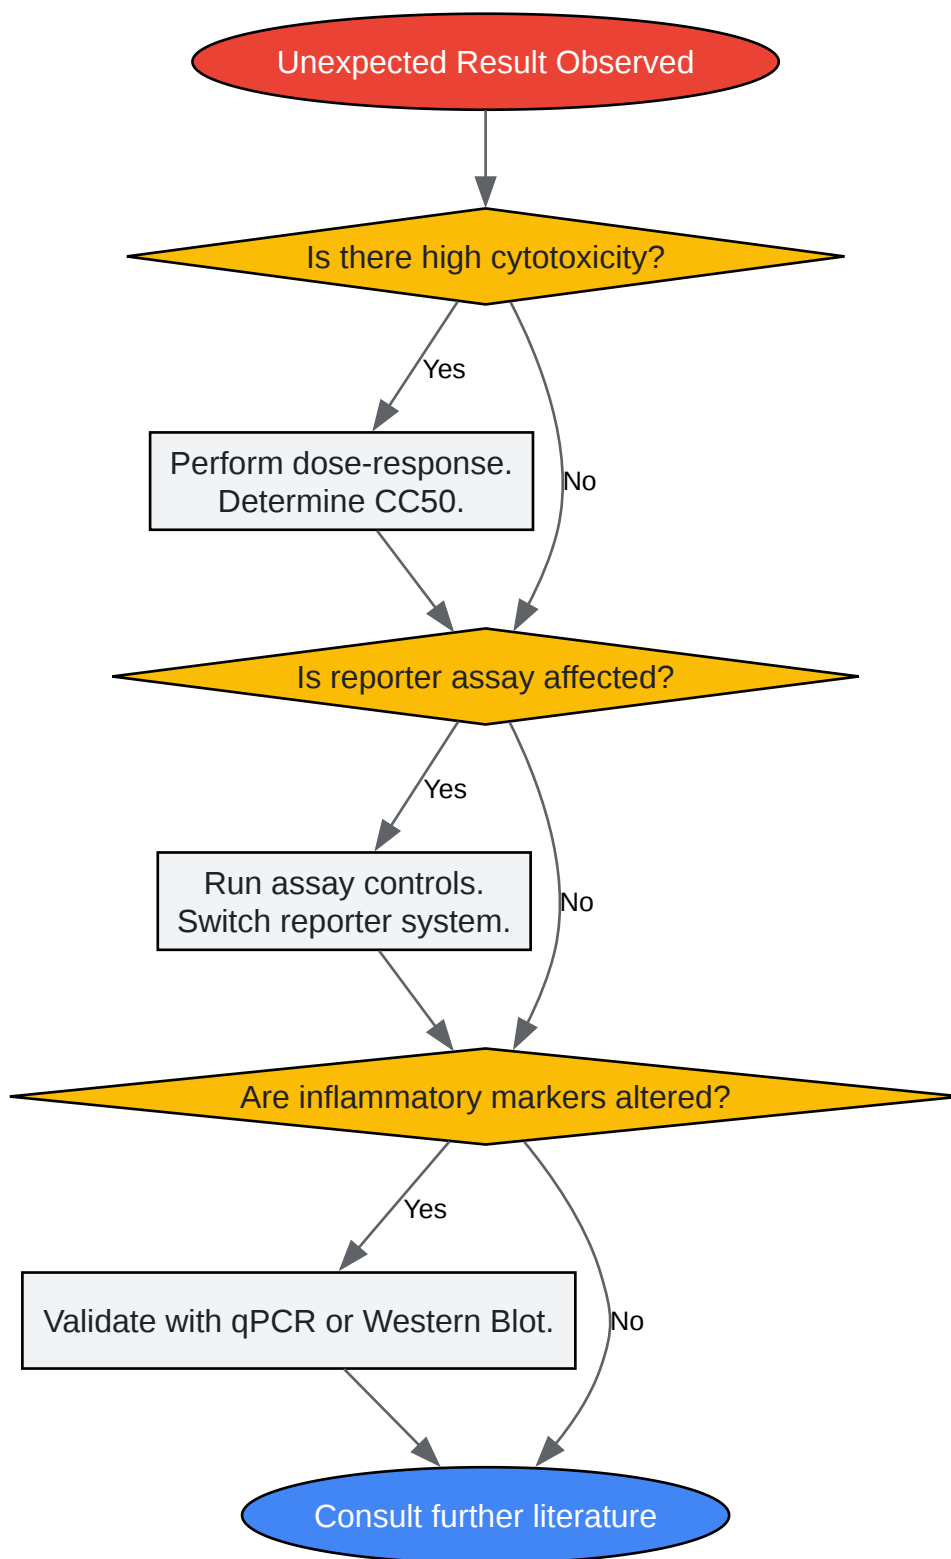 Unexpected Result Observed
Is there high cytotoxicity?
Yes
Perform dose-response.
Determine CC50.
No
Is reporter assay affected?
Yes
Run assay controls.
Switch reporter system.
No
Are inflammatory markers altered?
Yes
Validate with qPCR or Western Blot.
No
Consult further literature